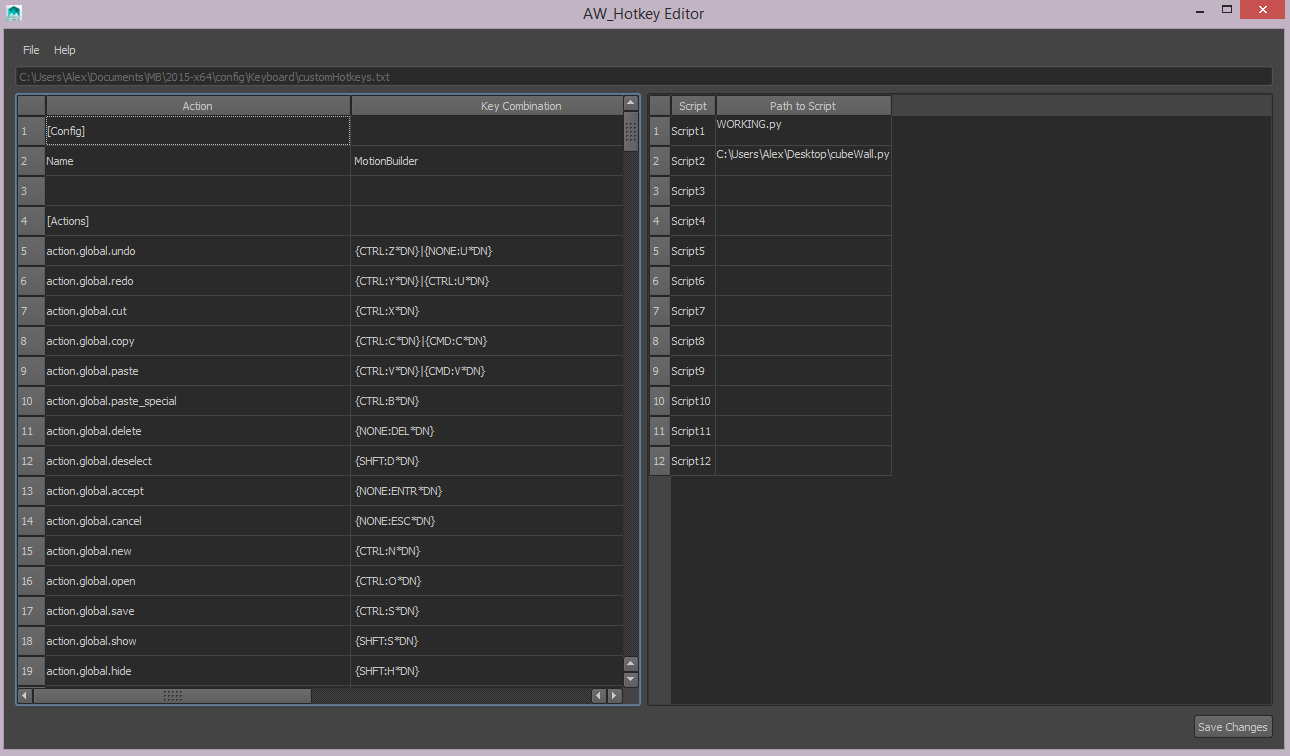 AW_Hotkey Editor
File Help
C:\Users\Alex\Documents\MB\2015-x64\config\Keyboard\customHotkeys.txt
Action Key Combination
1 [Config]
2 Name MotionBuilder
3
4 [Actions]
5 action.global.undo {CTRL:Z*DN}|{NONE:U*DN}
6 action.global.redo {CTRL:Y*DN}|{CTRL:U*DN}
7 action.global.cut {CTRL:X*DN}
8 action.global.copy {CTRL:C*DN}|{CMD:C*DN}
9 action.global.paste {CTRL:V*DN}|{CMD:V*DN}
10 action.global.paste_special {CTRL:B*DN}
11 action.global.delete {NONE:DEL*DN}
12 action.global.deselect {SHFT:D*DN}
13 action.global.accept {NONE:ENTR*DN}
14 action.global.cancel {NONE:ESC*DN}
15 action.global.new {CTRL:N*DN}
16 action.global.open {CTRL:O*DN}
17 action.global.save {CTRL:S*DN}
18 action.global.show {SHFT:S*DN}
19 action.global.hide {SHFT:H*DN}
Script Path to Script
1 Script1 WORKING.py
2 Script2 C:\Users\Alex\Desktop\cubeWall.py
3 Script3
4 Script4
5 Script5
6 Script6
7 Script7
8 Script8
9 Script9
10 Script10
11 Script11
12 Script12
Save Changes